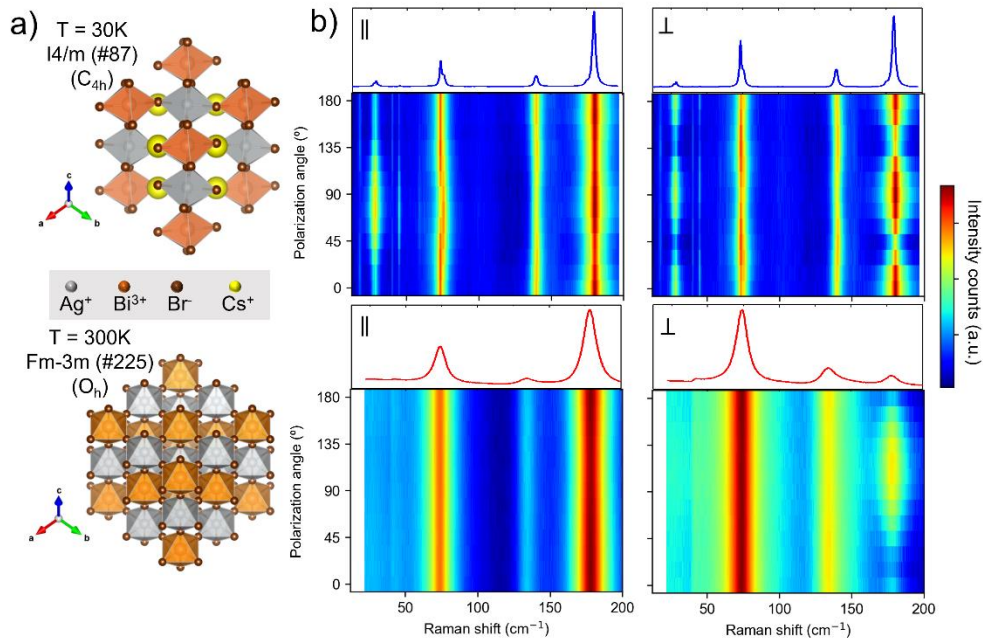 a)
T = 30K
I4/m (#87)
(C4h)
c
a
b
Ag⁺ Bi³⁺ Br⁻ Cs⁺
T = 300K
Fm-3m (#225)
(Oh)
c
a
b
b)
∥
⊥
Polarization angle (º)
180
135
90
45
0
∥
⊥
Polarization angle (º)
180
135
90
45
0
50 100 150 200
50 100 150 200
Raman shift (cm⁻¹)
Raman shift (cm⁻¹)
Intensity counts
(a.u.)